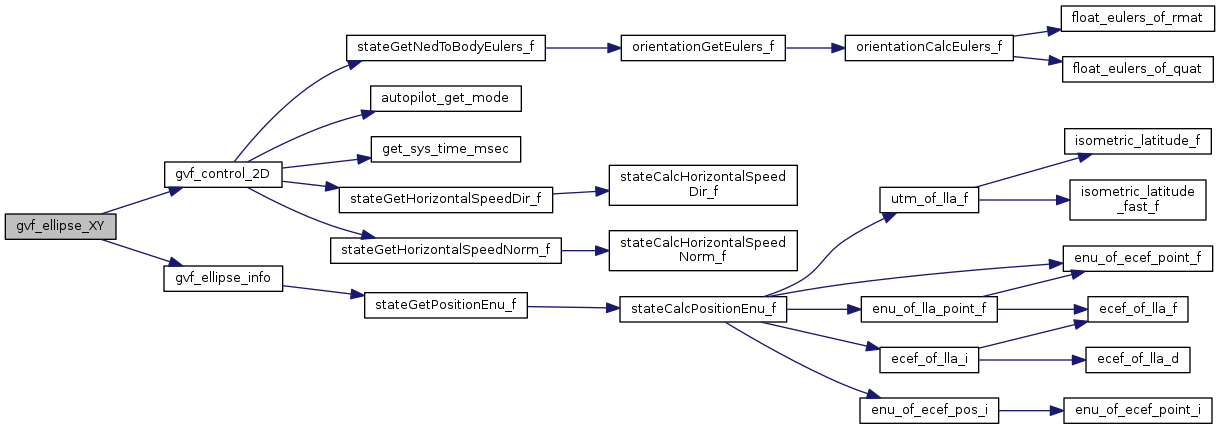 gvf_ellipse_XY
gvf_control_2D
gvf_ellipse_info
stateGetNedToBodyEulers_f
autopilot_get_mode
get_sys_time_msec
stateGetHorizontalSpeedDir_f
stateGetHorizontalSpeedNorm_f
stateGetPositionEnu_f
orientationGetEulers_f
stateCalcHorizontalSpeed
Dir_f
stateCalcHorizontalSpeed
Norm_f
stateCalcPositionEnu_f
orientationCalcEulers_f
utm_of_lla_f
enu_of_lla_point_f
ecef_of_lla_i
enu_of_ecef_pos_i
float_eulers_of_rmat
float_eulers_of_quat
isometric_latitude_f
isometric_latitude
_fast_f
enu_of_ecef_point_f
ecef_of_lla_f
ecef_of_lla_d
enu_of_ecef_point_i